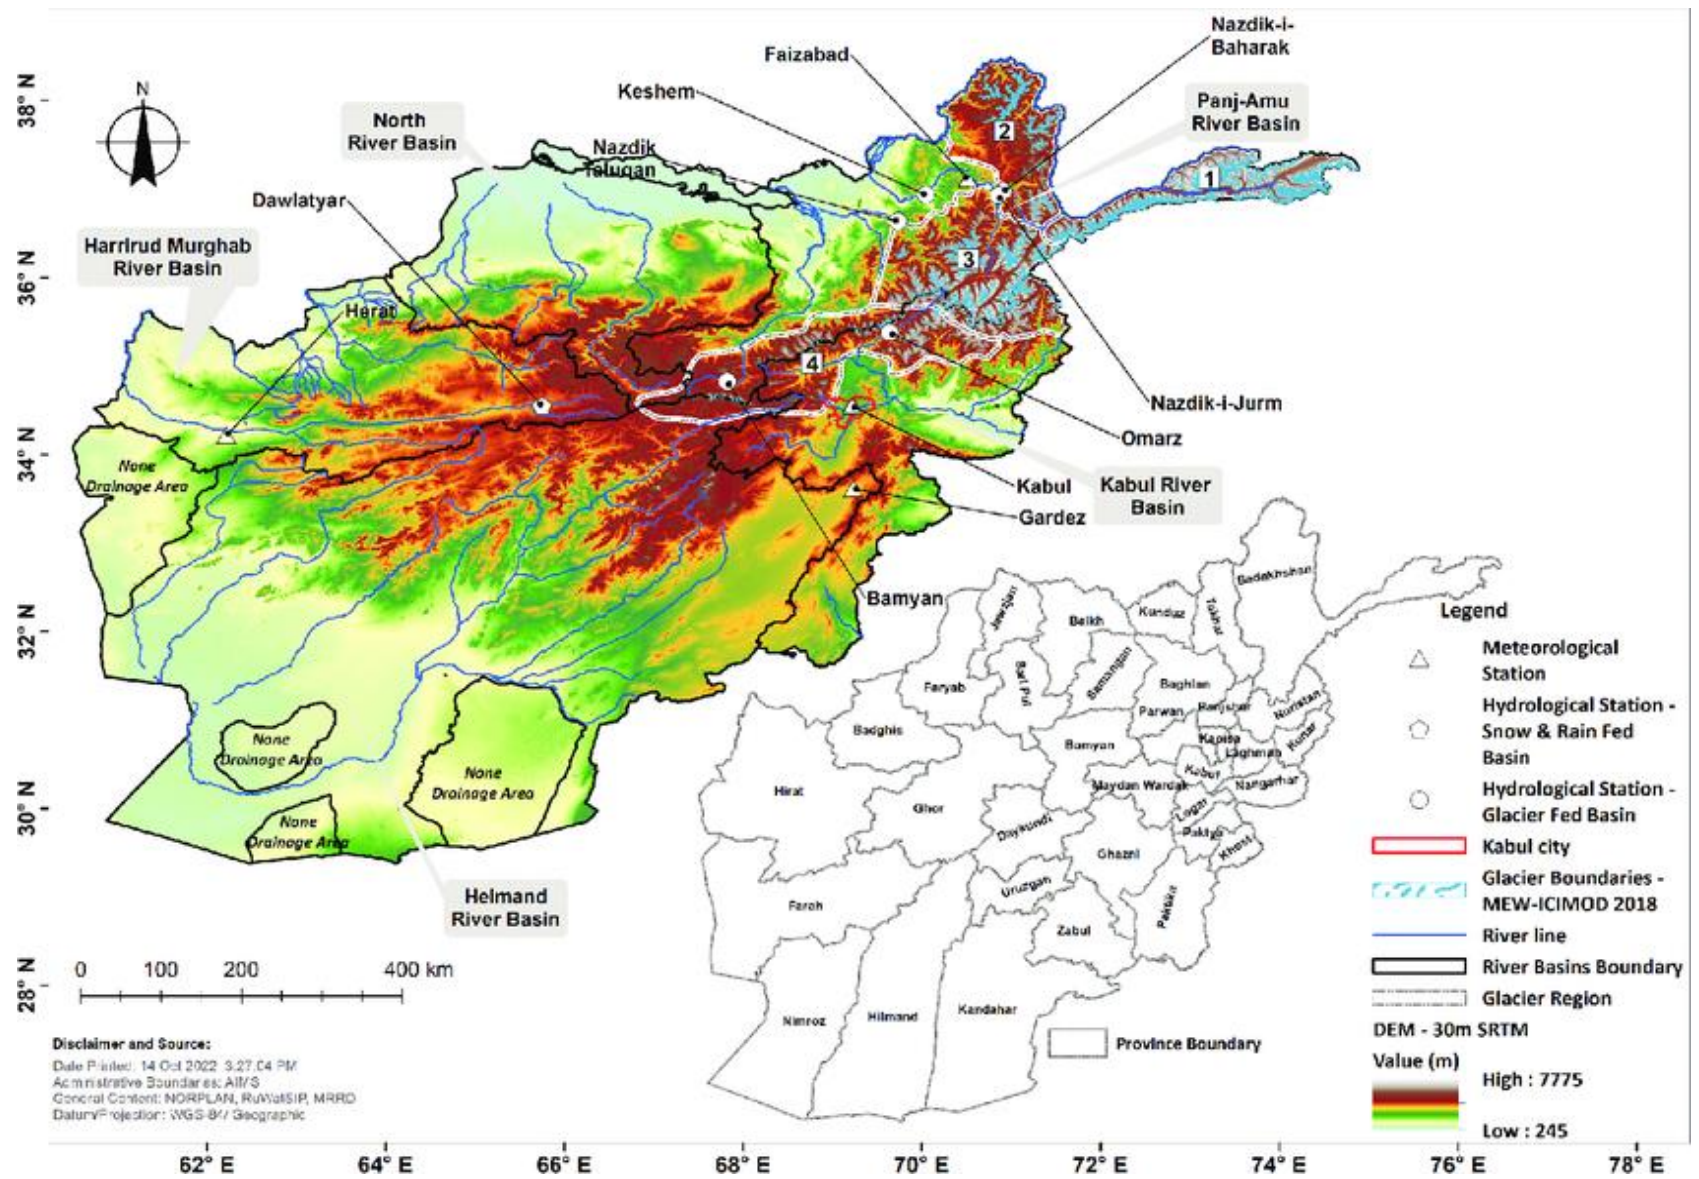 Nazdik-i-
Baharak
Faizabad
Keshem
Panj-Amu
River Basin
North
River Basin
Nazdik
Taluqan
Dawlatyar
Harrirud Murghab
River Basin
Herat
1
2
3
4
Nazdik-i-Jurm
Omarz
Kabul
Kabul River
Basin
Gardez
Bamyan
None
Drainage Area
None
Drainage Area
None
Drainage Area
None
Drainage Area
Helmand
River Basin
N
38° N
36° N
34° N
32° N
30° N
28° N
62° E
64° E
66° E
68° E
70° E
72° E
74° E
76° E
78° E
0 100 200 400 km
Disclaimer and Source:
Date Printed: 14 Oct 2022 3:27:04 PM
Administrative Boundaries: AIMS
General Content: NORPLAN, RuWatSIP, MRRD
Datum/Projection: WGS-84/ Geographic
Badakhshan
Jawzjan
Balkh
Kunduz
Takhar
Faryab
Sari Pul
Samangan
Baghlan
Badghis
Parwan
Panjsher
Nuristan
Bamyan
Kapisa
Laghman
Kunar
Kabul
Nangarhar
Maydan Wardak
Logar
Hirat
Ghor
Daykundi
Paktya
Khost
Ghazni
Uruzgan
Farah
Zabul
Paktika
Nimroz
Hilmand
Kandahar
Province Boundary
Legend
Meteorological
Station
Hydrological Station -
Snow & Rain Fed
Basin
Hydrological Station -
Glacier Fed Basin
Kabul city
Glacier Boundaries -
MEW-ICIMOD 2018
River line
River Basins Boundary
Glacier Region
DEM - 30m SRTM
Value (m)
High : 7775
Low : 245